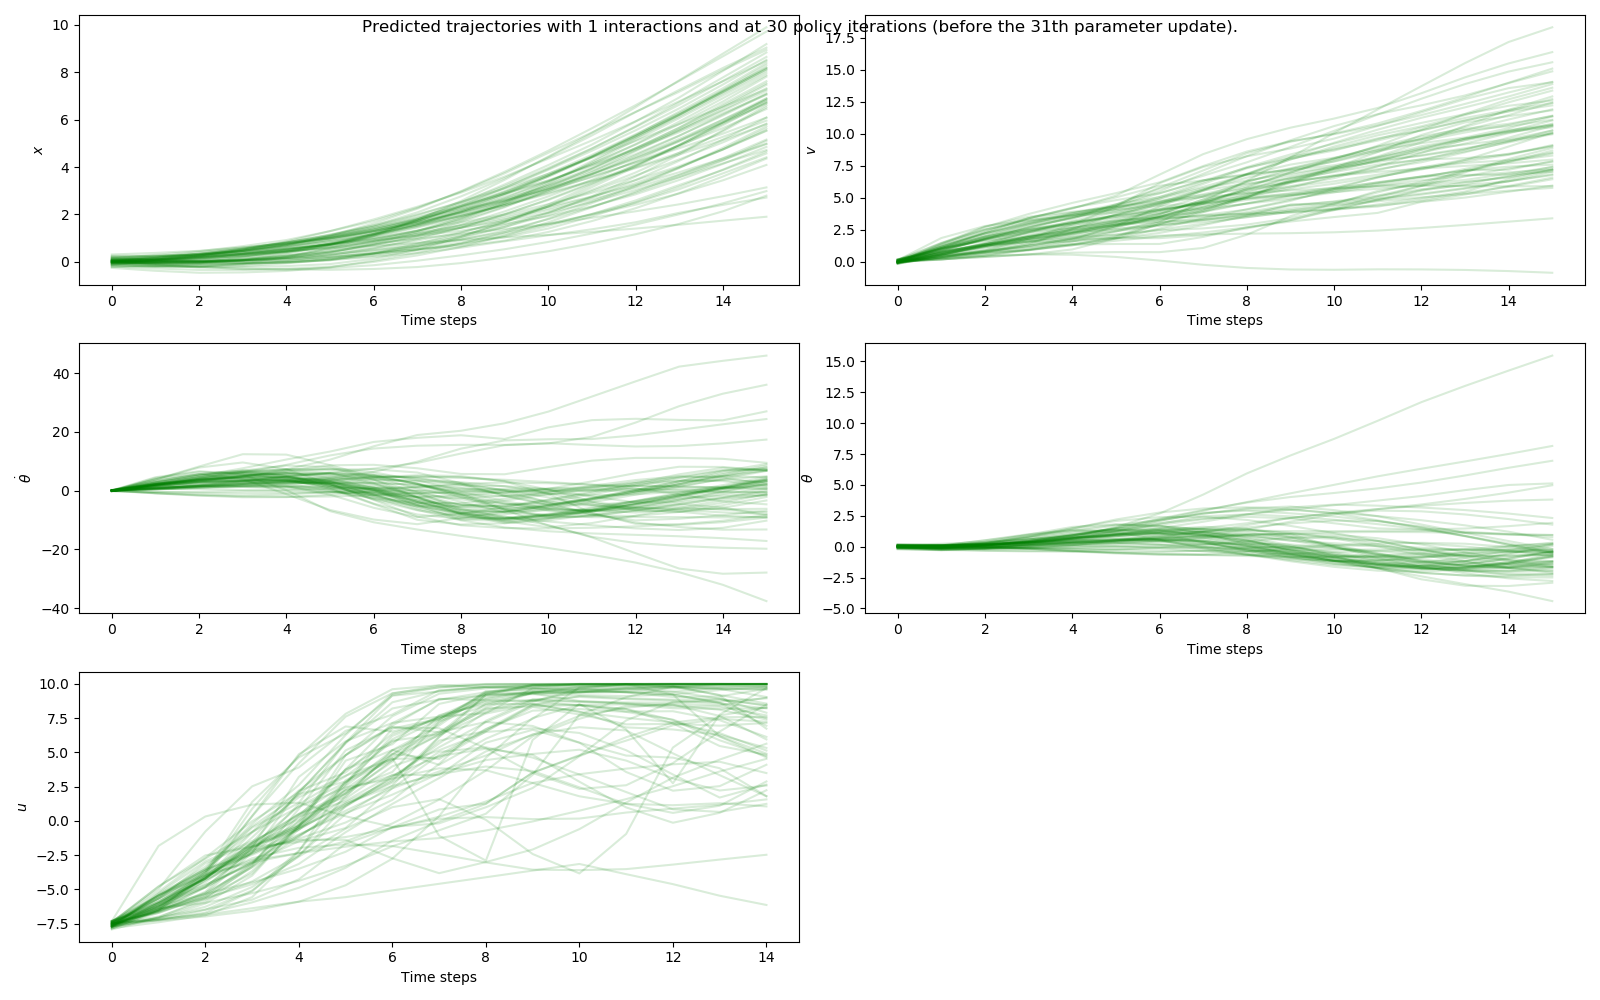 Predicted trajectories with 1 interactions and at 30 policy iterations (before the 31th parameter update).
10
8
6
4
2
0
x
0 2 4 6 8 10 12 14
Time steps
17.5
15.0
12.5
10.0
7.5
5.0
2.5
0.0
v
0 2 4 6 8 10 12 14
Time steps
40
20
0
−20
−40
θ̇
0 2 4 6 8 10 12 14
Time steps
15.0
12.5
10.0
7.5
5.0
2.5
0.0
−2.5
−5.0
θ
0 2 4 6 8 10 12 14
Time steps
10.0
7.5
5.0
2.5
0.0
−2.5
−5.0
−7.5
u
0 2 4 6 8 10 12 14
Time steps